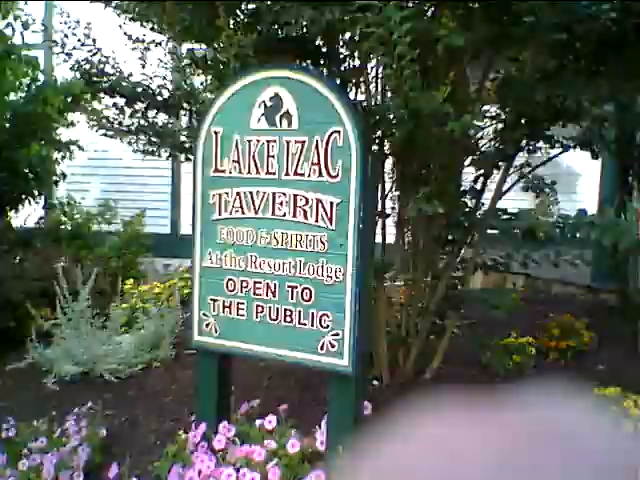 LAKE IZAC
TAVERN
FOOD & SPIRITS
At the Resort Lodge
OPEN TO
THE PUBLIC